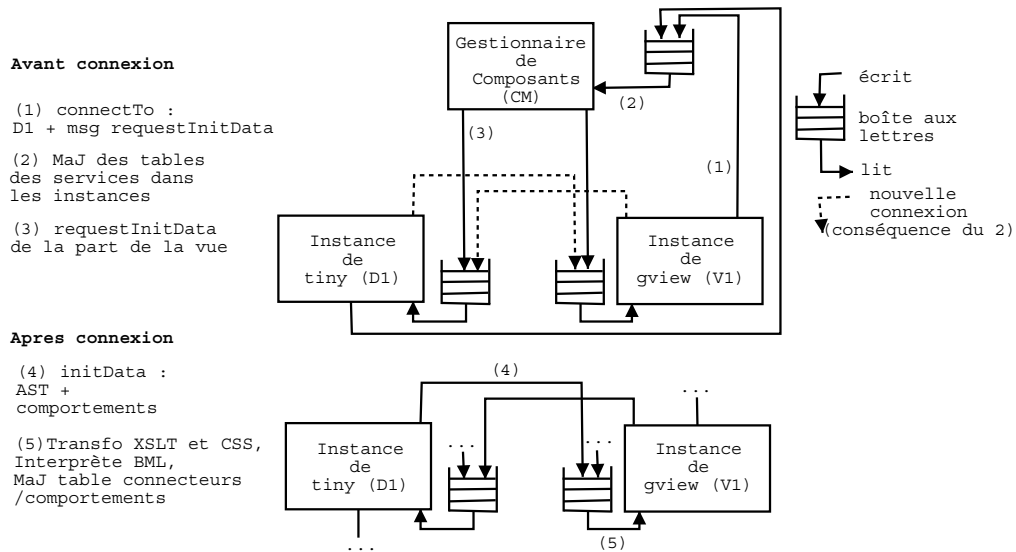 Avant connexion
(1) connectTo :
D1 + msg requestInitData
(2) MaJ des tables
des services dans
les instances
(3) requestInitData
de la part de la vue
Gestionnaire
de
Composants
(CM)
(2)
(3)
(1)
Instance
de
tiny (D1)
Instance
de
gview (V1)
écrit
boîte aux
lettres
lit
nouvelle
connexion
(conséquence du 2)
Apres connexion
(4) initData :
AST +
comportements
(5)Transfo XSLT et CSS,
Interprète BML,
MaJ table connecteurs
/comportements
(4)
...
Instance
de
tiny (D1)
...
...
Instance
de
gview (V1)
...
(5)